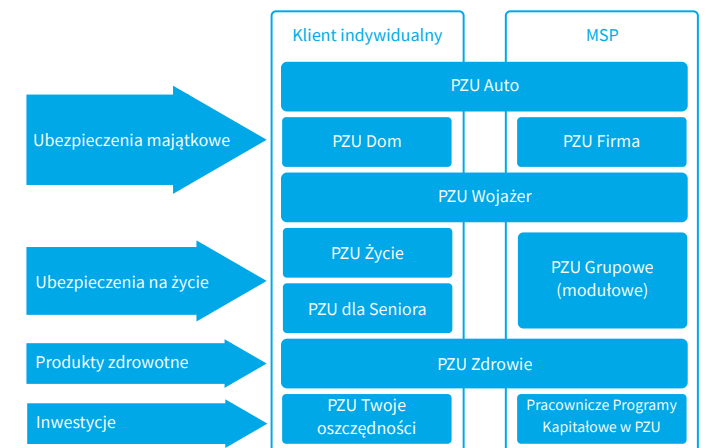 Klient indywidualny
MSP
PZU Auto
Ubezpieczenia majątkowe
PZU Dom
PZU Firma
PZU Wojażer
Ubezpieczenia na życie
PZU Życie
PZU dla Seniora
PZU Grupowe
(modułowe)
Produkty zdrowotne
PZU Zdrowie
Inwestycje
PZU Twoje
oszczędności
Pracownicze Programy
Kapitałowe w PZU